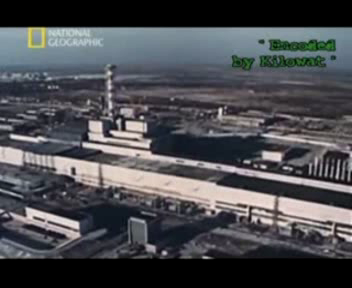 NATIONAL
GEOGRAPHIC
" Encoded
by Kilowat "